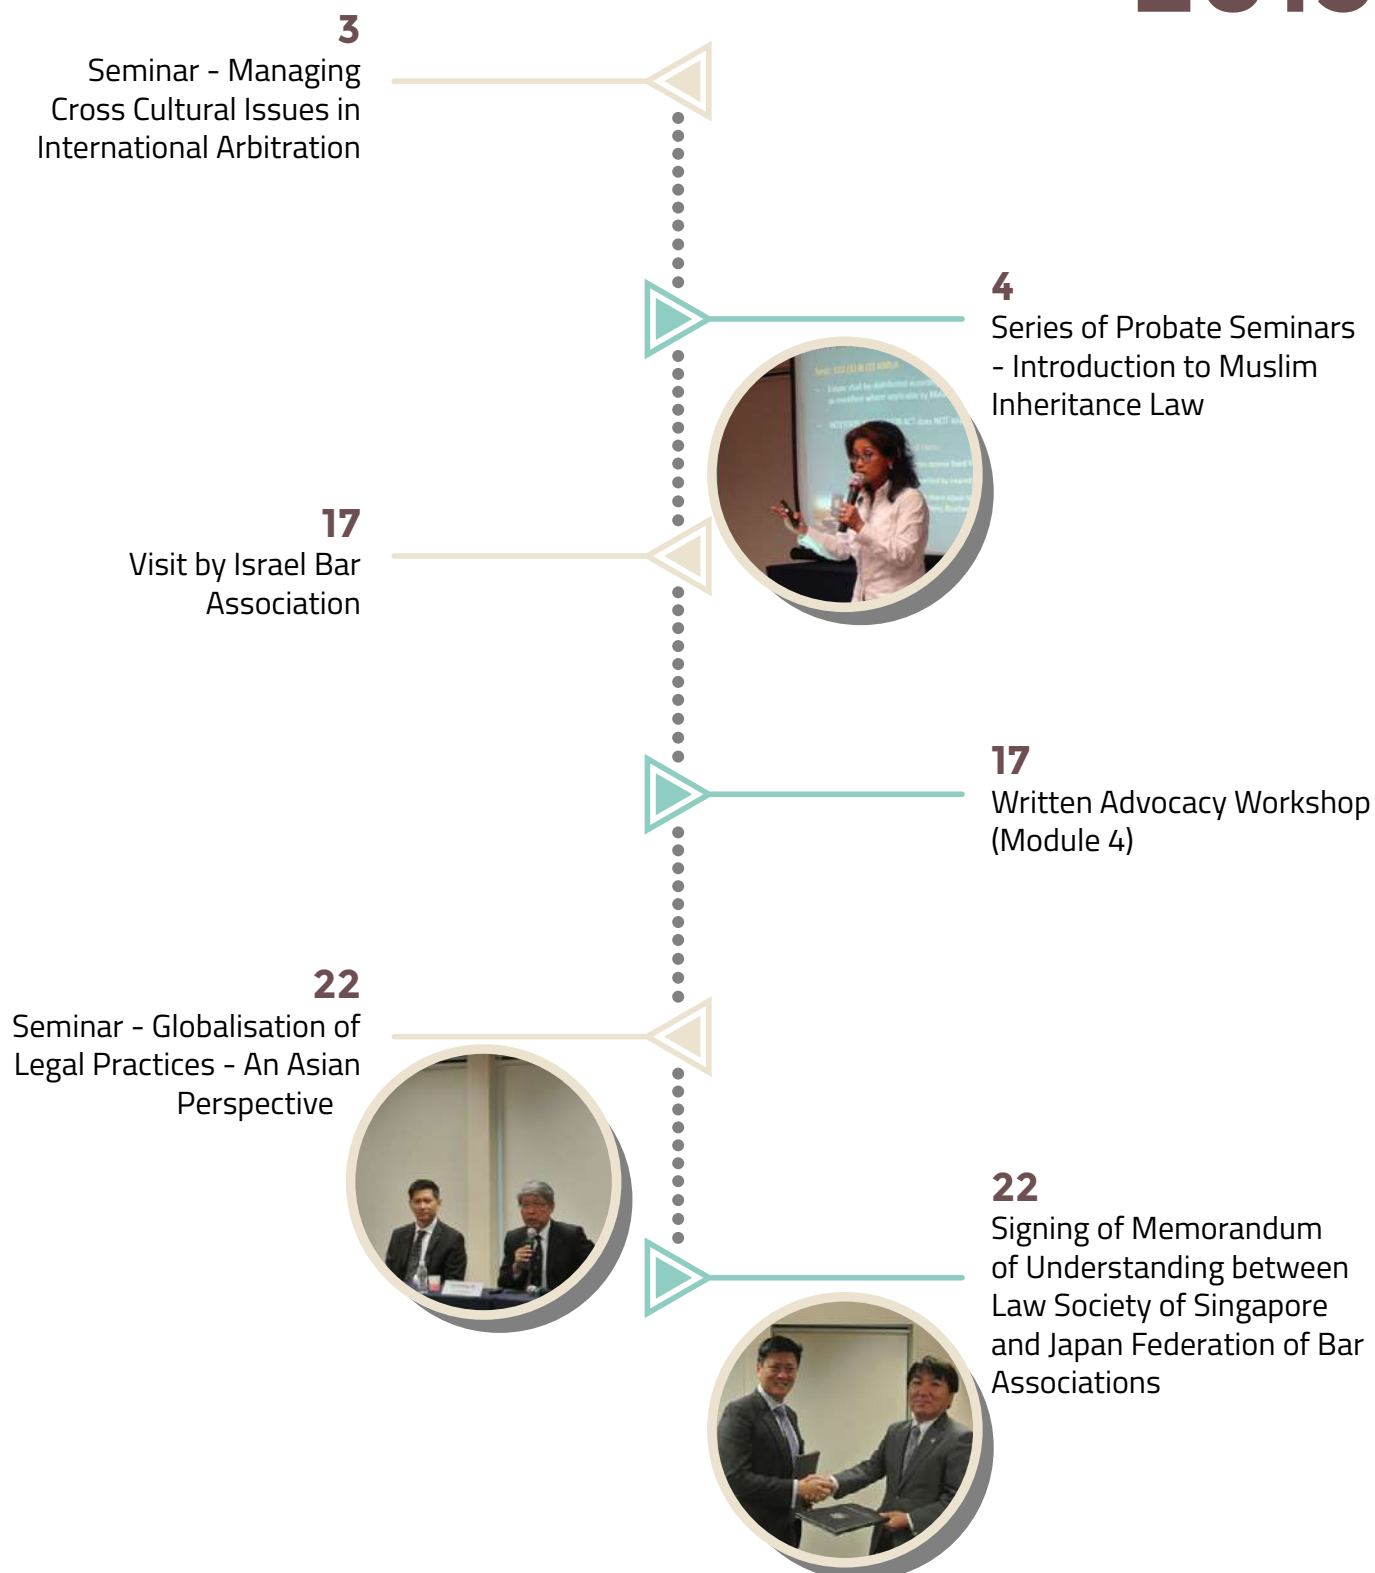 3
Seminar - Managing
Cross Cultural Issues in
International Arbitration
4
Series of Probate Seminars
- Introduction to Muslim
Inheritance Law
17
Visit by Israel Bar
Association
17
Written Advocacy Workshop
(Module 4)
22
Seminar - Globalisation of
Legal Practices - An Asian
Perspective
22
Signing of Memorandum
of Understanding between
Law Society of Singapore
and Japan Federation of Bar
Associations